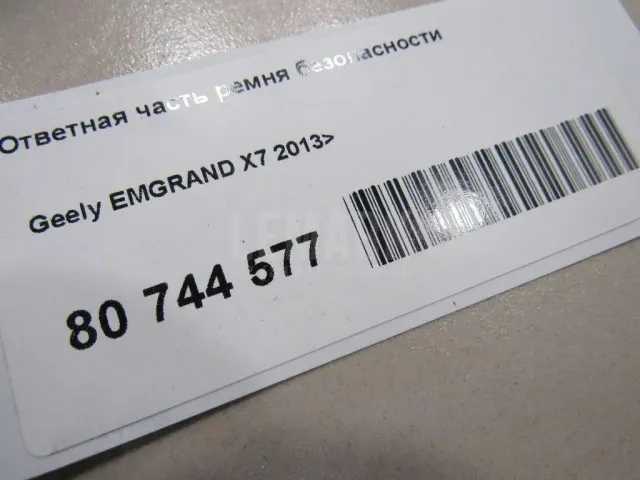 Ответная часть ремня безопасности
Geely EMGRAND X7 2013>
80 744 577